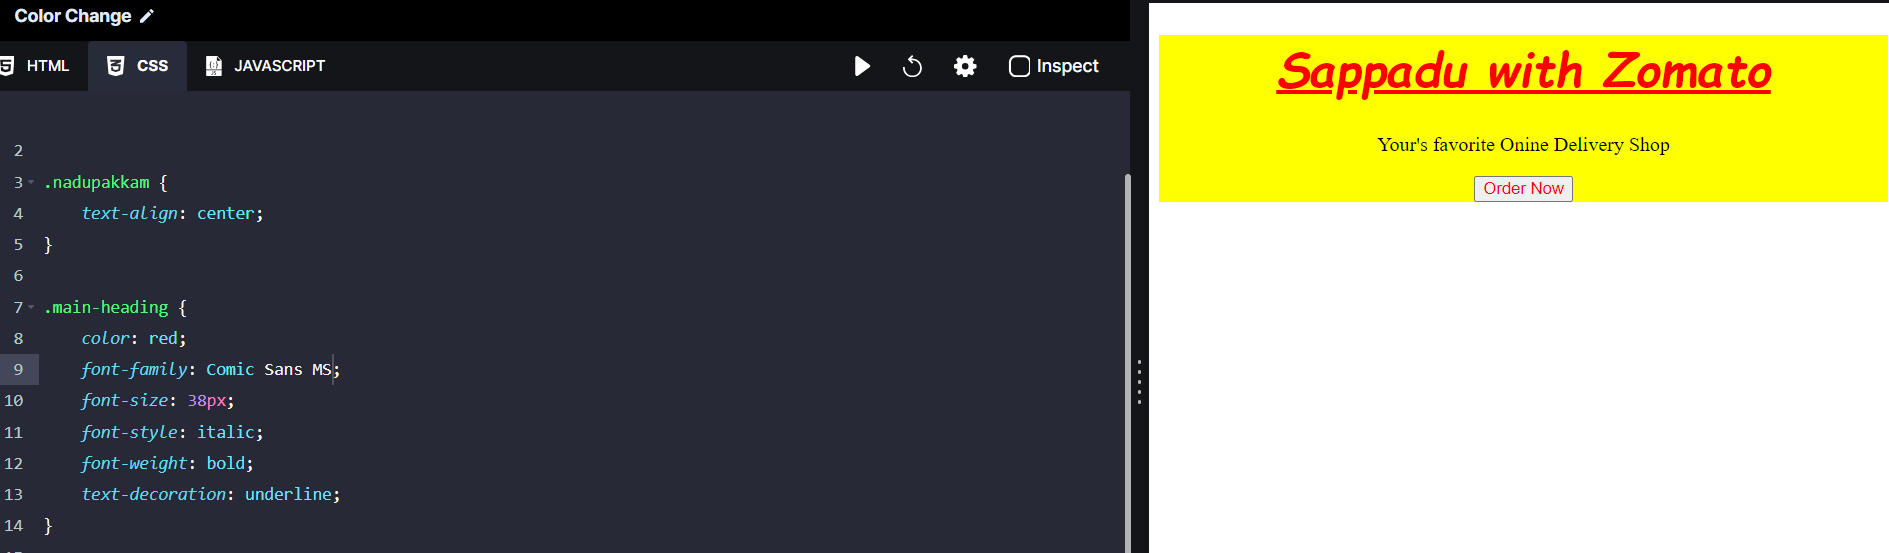 Color Change
HTML CSS JAVASCRIPT Inspect
2
3 .nadupakkam {
4 text-align: center;
5 }
6
7 .main-heading {
8 color: red;
9 font-family: Comic Sans MS;
10 font-size: 38px;
11 font-style: italic;
12 font-weight: bold;
13 text-decoration: underline;
14 }
Sappadu with Zomato
Your's favorite Onine Delivery Shop
Order Now